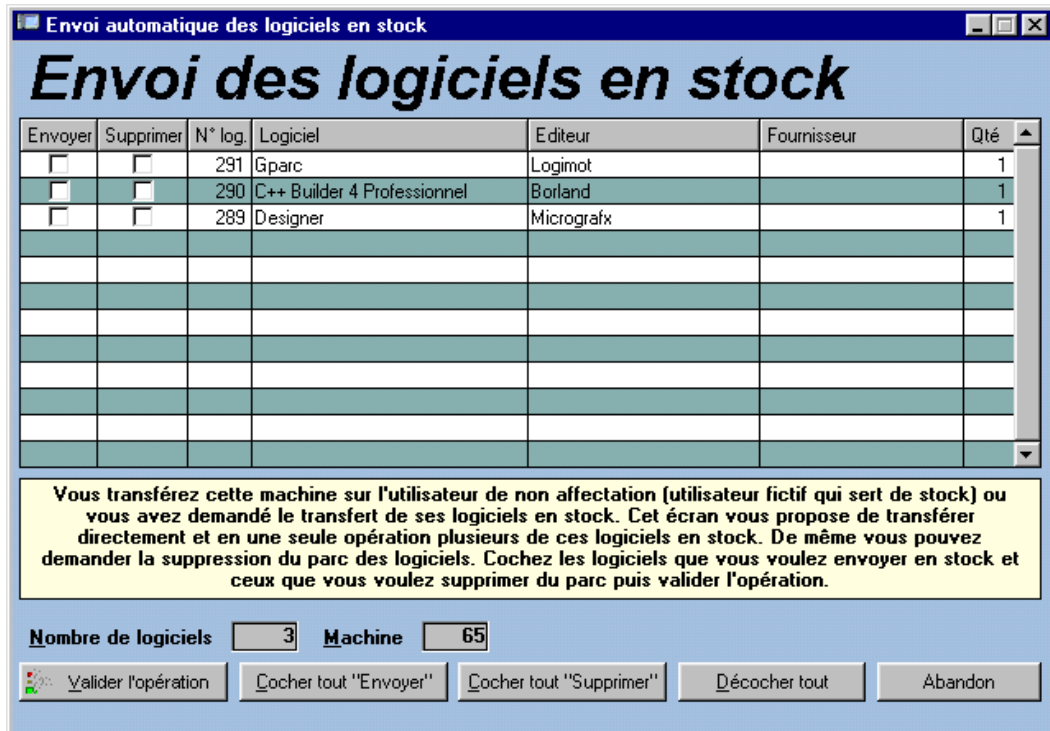 Envoi automatique des logiciels en stock
Envoi des logiciels en stock
Envoyer Supprimer N° log. Logiciel Editeur Fournisseur Qté
291 Gparc Logimot 1
290 C++ Builder 4 Professionnel Borland 1
289 Designer Micrografx 1
Vous transférez cette machine sur l'utilisateur de non affectation (utilisateur fictif qui sert de stock) ou
vous avez demandé le transfert de ses logiciels en stock. Cet écran vous propose de transférer
directement et en une seule opération plusieurs de ces logiciels en stock. De même vous pouvez
demander la suppression du parc des logiciels. Cochez les logiciels que vous voulez envoyer en stock et
ceux que vous voulez supprimer du parc puis valider l'opération.
Nombre de logiciels 3 Machine 65
Valider l'opération Cocher tout "Envoyer" Cocher tout "Supprimer" Décocher tout Abandon